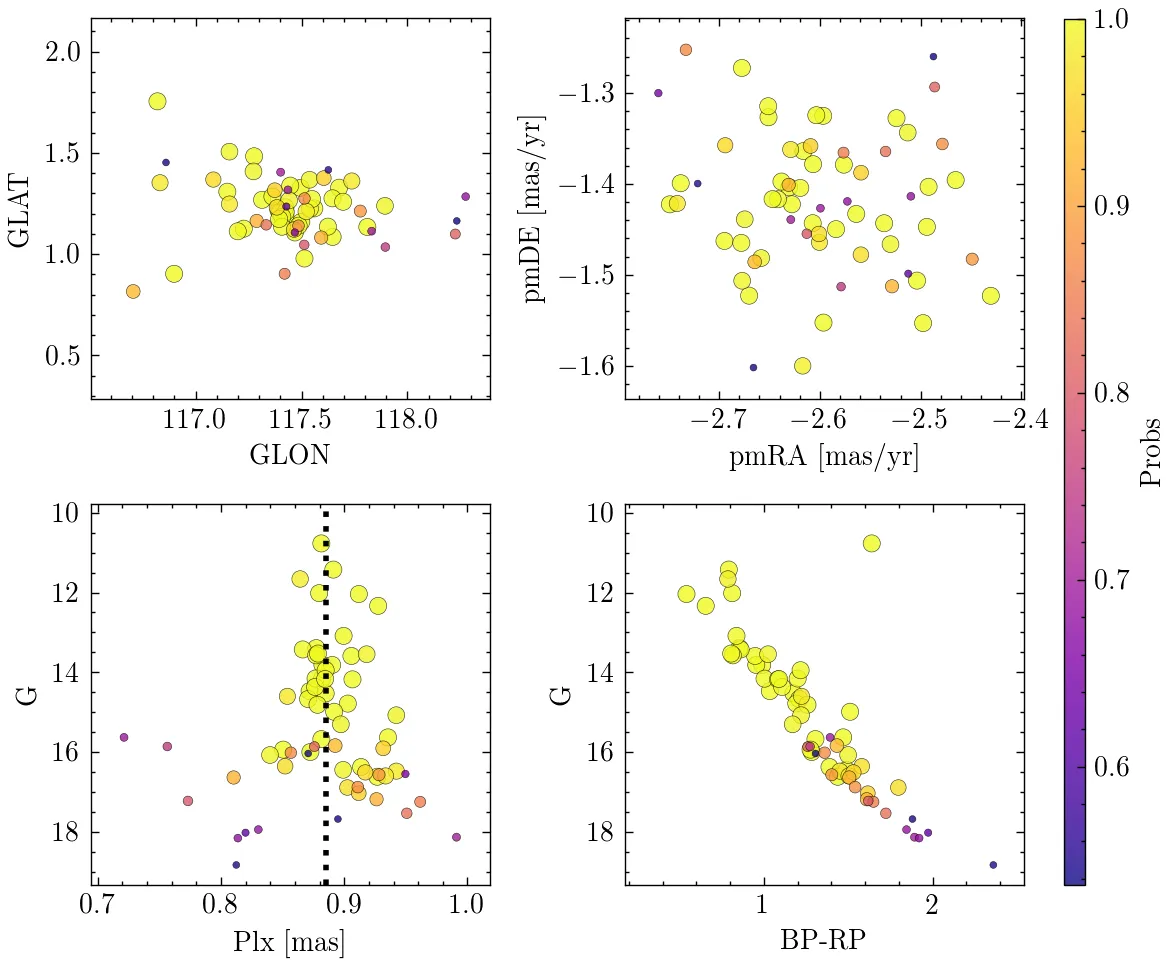 2.0
1.5
1.0
0.5
GLAT
117.0 117.5 118.0
GLON
−1.3
−1.4
−1.5
−1.6
pmDE [mas/yr]
−2.7 −2.6 −2.5 −2.4
pmRA [mas/yr]
10
12
14
16
18
G
0.7 0.8 0.9 1.0
Plx [mas]
10
12
14
16
18
G
1 2
BP-RP
1.0
0.9
0.8
0.7
0.6
Probs